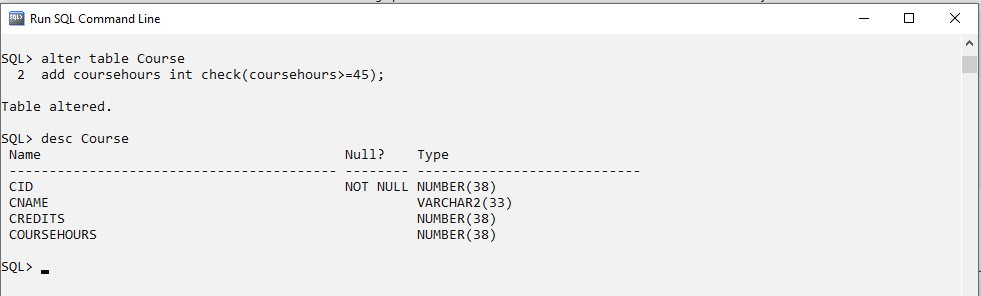 Run SQL Command Line
SQL> alter table Course
  2  add coursehours int check(coursehours>=45);
Table altered.
SQL> desc Course
 Name                                      Null?    Type
 ----------------------------------------- -------- ----------------------------
 CID                                       NOT NULL NUMBER(38)
 CNAME                                              VARCHAR2(33)
 CREDITS                                            NUMBER(38)
 COURSEHOURS                                        NUMBER(38)
SQL>